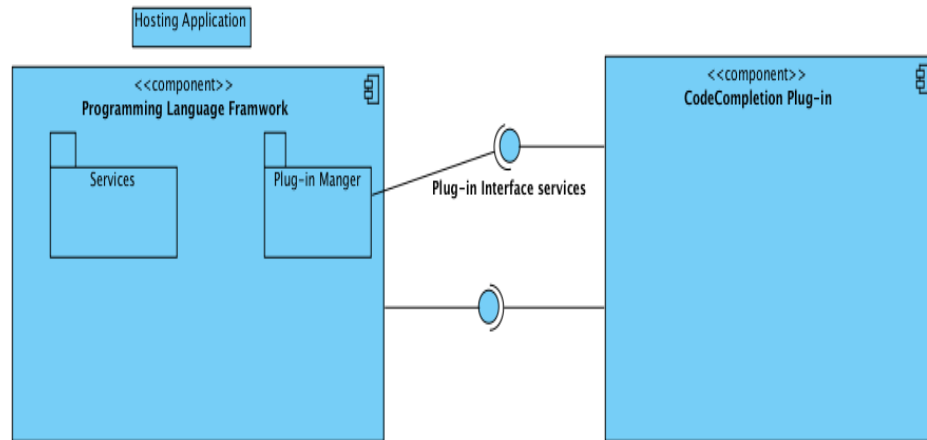 Hosting Application
<<component>>
Programming Language Framwork
Services
Plug-in Manger
Plug-in Interface services
<<component>>
CodeCompletion Plug-in